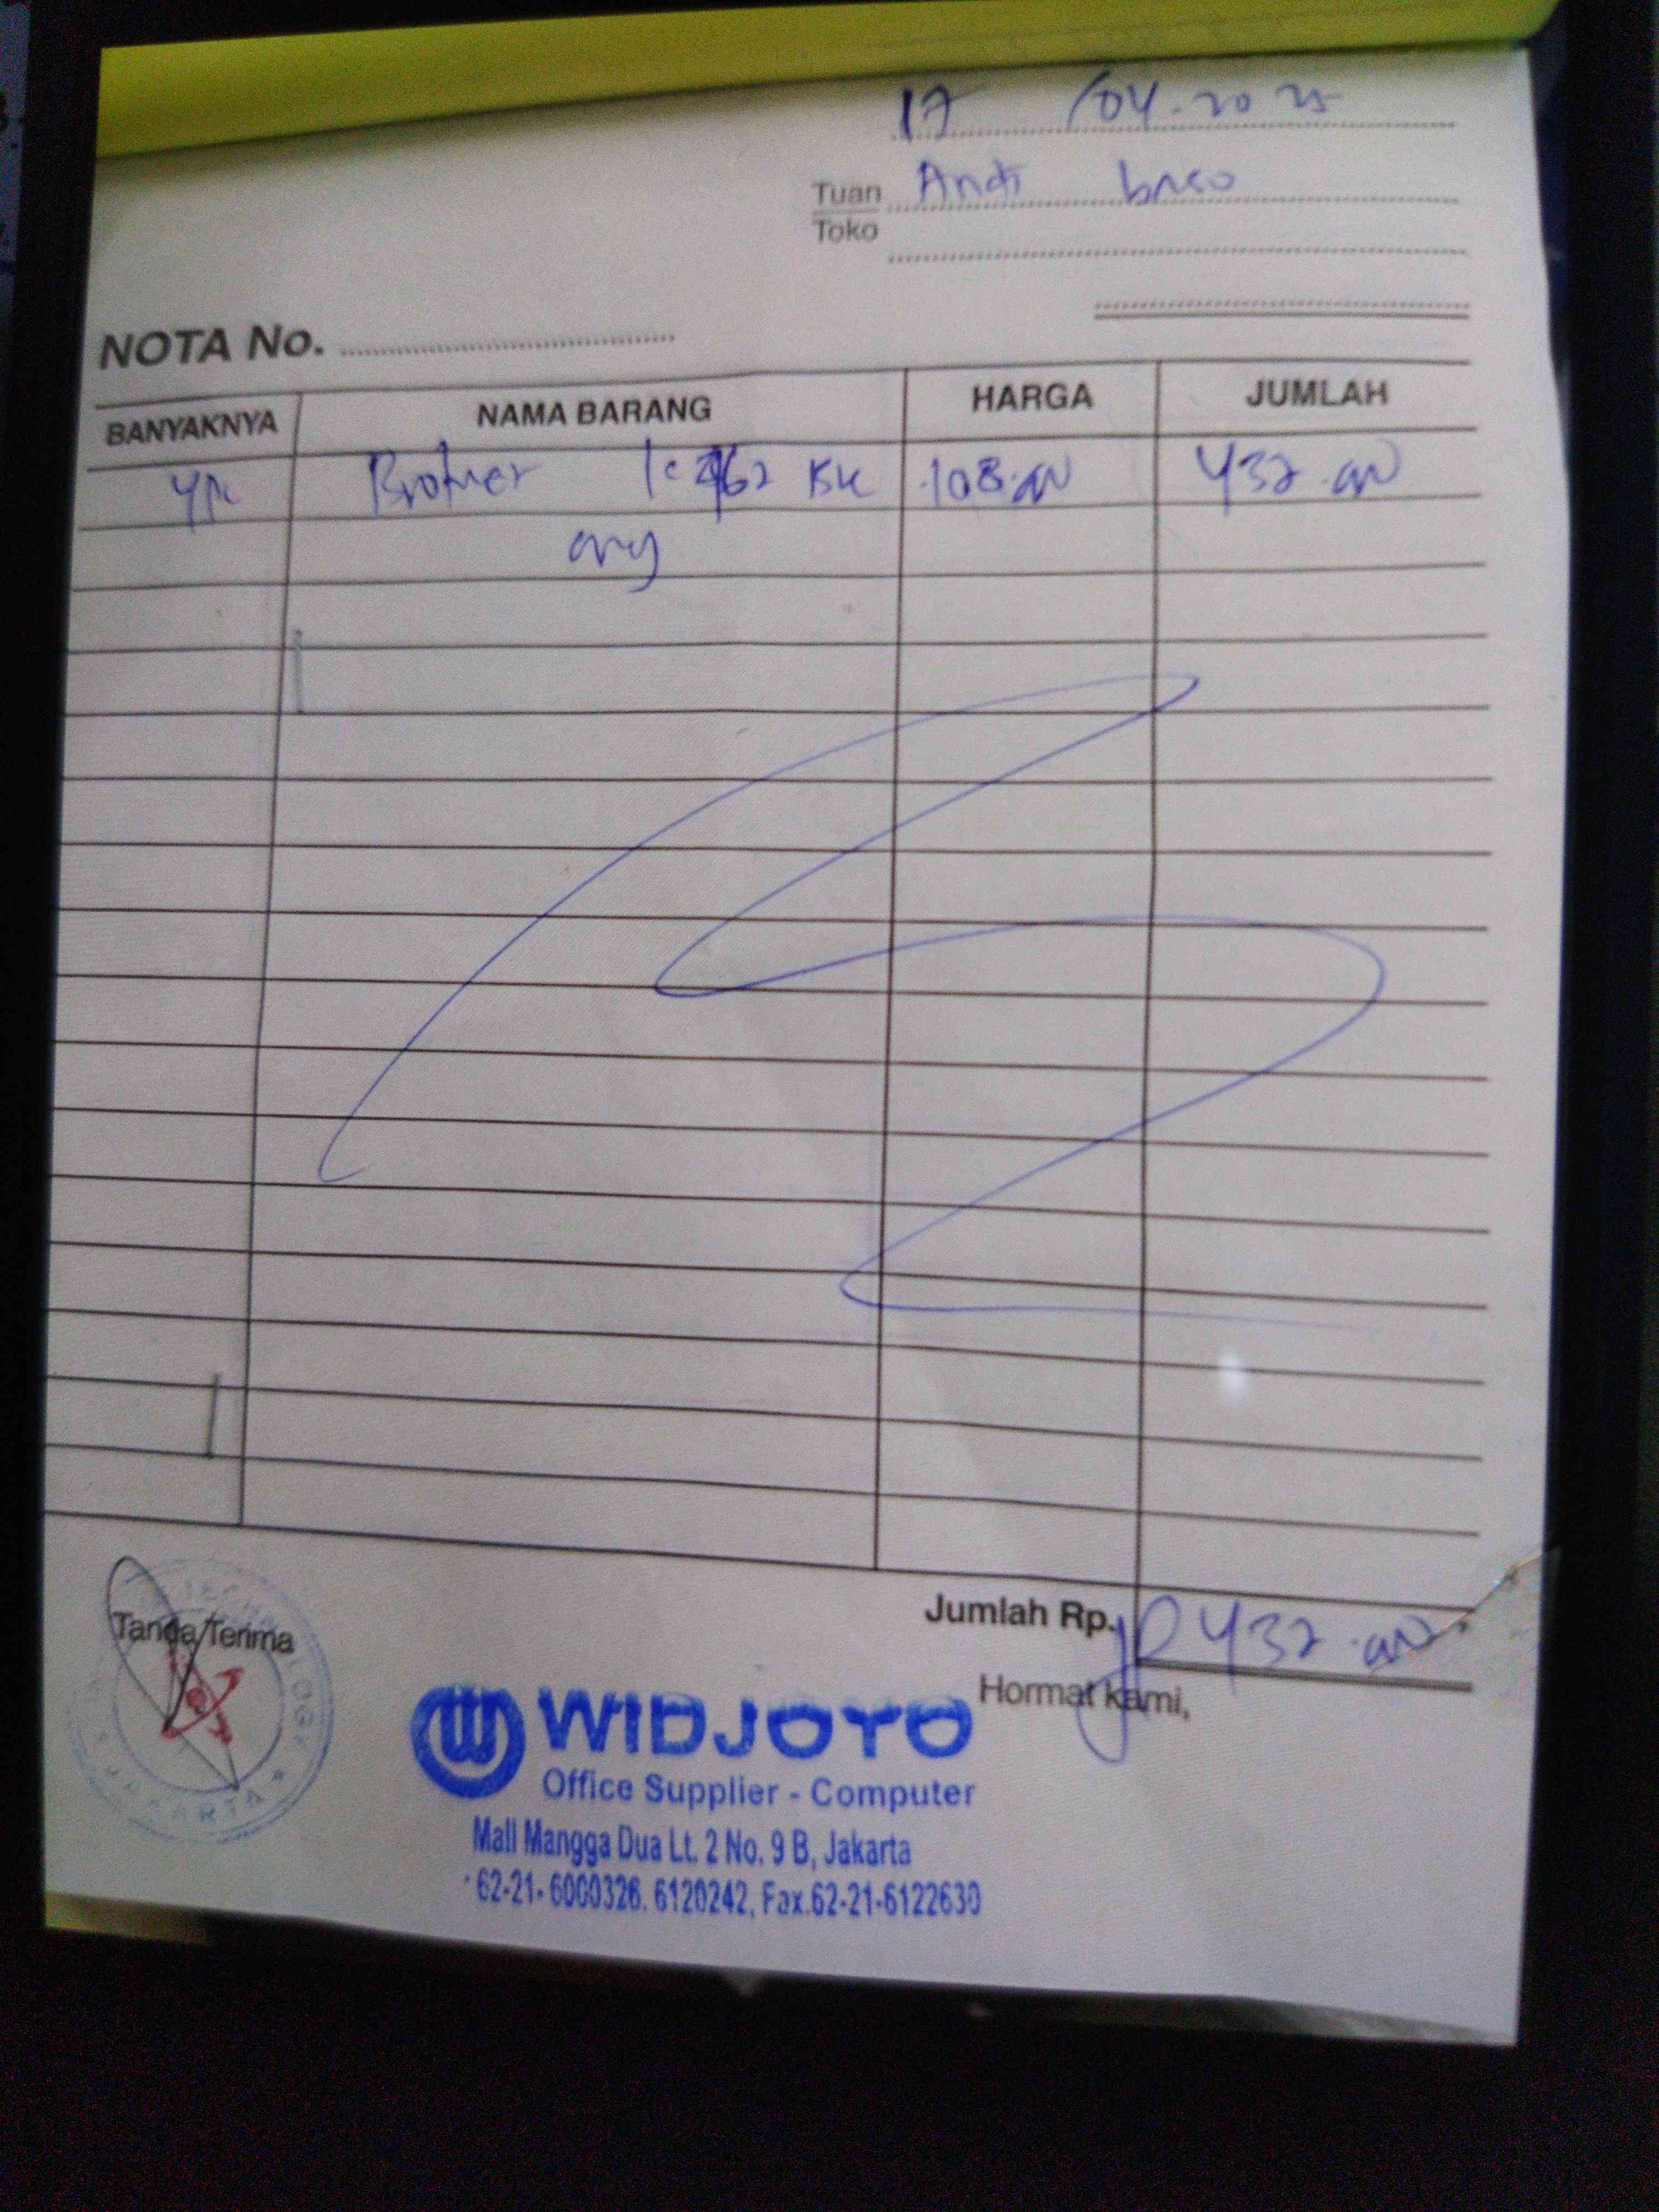 17 /04.2025
Tuan Andi baso
Toko
NOTA No.
BANYAKNYA NAMA BARANG HARGA JUMLAH
Brother BK 108.000 432.000
Jumlah Rp. 432.000
Tanda Terima
Hormat kami,
WIDJOYO
Office Supplier - Computer
Mall Mangga Dua Lt. 2 No. 9 B, Jakarta
62-21- 6000326. 6120242, Fax.62-21-6122630
JAKARTA